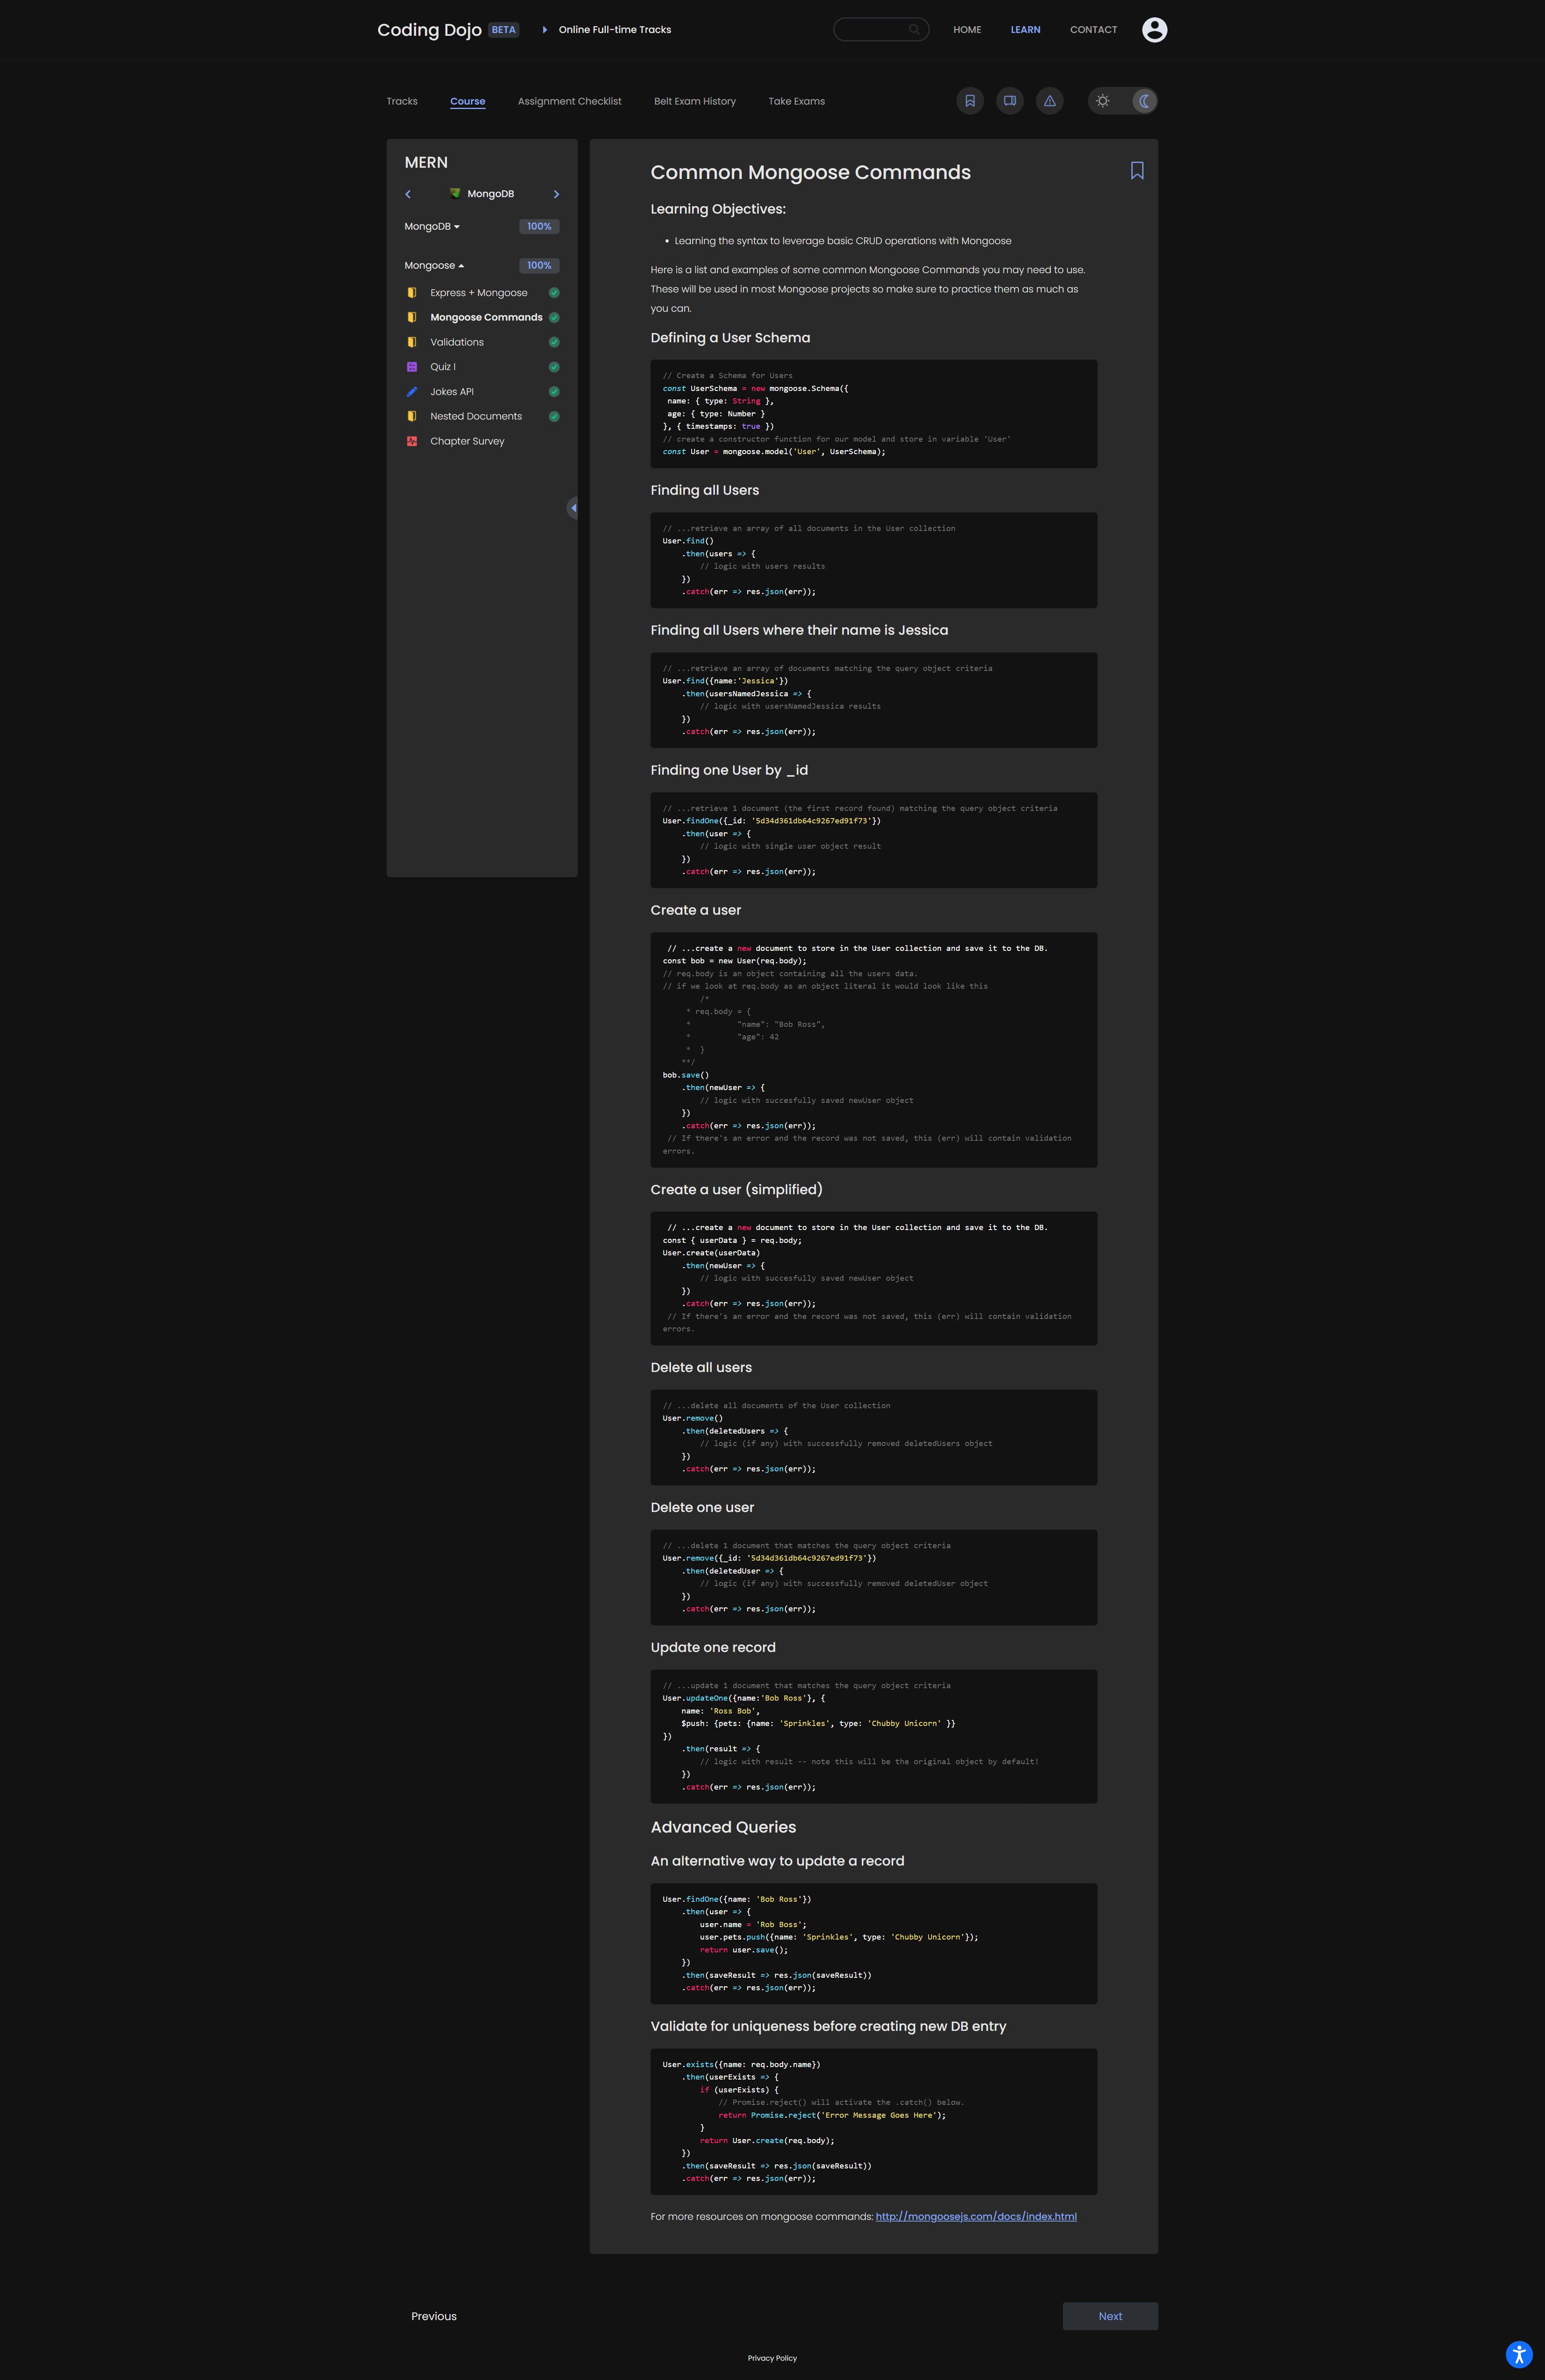 Coding Dojo BETA Online Full-time Tracks HOME LEARN CONTACT
Tracks Course Assignment Checklist Belt Exam History Take Exams
MERN
MongoDB
MongoDB 100%
Mongoose 100%
Express + Mongoose
Mongoose Commands
Validations
Quiz I
Jokes API
Nested Documents
Chapter Survey
Common Mongoose Commands
Learning Objectives:
• Learning the syntax to leverage basic CRUD operations with Mongoose
Here is a list and examples of some common Mongoose Commands you may need to use.
These will be used in most Mongoose projects so make sure to practice them as much as
you can.
Defining a User Schema
// Create a Schema for Users
const UserSchema = new mongoose.Schema({
 name: { type: String },
 age: { type: Number }
}, { timestamps: true })
// create a constructor function for our model and store in variable 'User'
const User = mongoose.model('User', UserSchema);
Finding all Users
// ...retrieve an array of all documents in the User collection
User.find()
    .then(users => {
        // logic with users results
    })
    .catch(err => res.json(err));
Finding all Users where their name is Jessica
// ...retrieve an array of documents matching the query object criteria
User.find({name:'Jessica'})
    .then(usersNamedJessica => {
        // logic with usersNamedJessica results
    })
    .catch(err => res.json(err));
Finding one User by _id
// ...retrieve 1 document (the first record found) matching the query object criteria
User.findOne({_id: '5d34d361db64c9267ed91f73'})
    .then(user => {
        // logic with single user object result
    })
    .catch(err => res.json(err));
Create a user
 // ...create a new document to store in the User collection and save it to the DB.
const bob = new User(req.body);
// req.body is an object containing all the users data.
// if we look at req.body as an object literal it would look like this
        /*
     * req.body = {
     *          "name": "Bob Ross",
     *          "age": 42
     *  }
    **/
bob.save()
    .then(newUser => {
        // logic with succesfully saved newUser object
    })
    .catch(err => res.json(err));
 // If there's an error and the record was not saved, this (err) will contain validation
errors.
Create a user (simplified)
 // ...create a new document to store in the User collection and save it to the DB.
const { userData } = req.body;
User.create(userData)
    .then(newUser => {
        // logic with succesfully saved newUser object
    })
    .catch(err => res.json(err));
 // If there's an error and the record was not saved, this (err) will contain validation
errors.
Delete all users
// ...delete all documents of the User collection
User.remove()
    .then(deletedUsers => {
        // logic (if any) with successfully removed deletedUsers object
    })
    .catch(err => res.json(err));
Delete one user
// ...delete 1 document that matches the query object criteria
User.remove({_id: '5d34d361db64c9267ed91f73'})
    .then(deletedUser => {
        // logic (if any) with successfully removed deletedUser object
    })
    .catch(err => res.json(err));
Update one record
// ...update 1 document that matches the query object criteria
User.updateOne({name:'Bob Ross'}, {
    name: 'Ross Bob',
    $push: {pets: {name: 'Sprinkles', type: 'Chubby Unicorn' }}
})
    .then(result => {
        // logic with result -- note this will be the original object by default!
    })
    .catch(err => res.json(err));
Advanced Queries
An alternative way to update a record
User.findOne({name: 'Bob Ross'})
    .then(user => {
        user.name = 'Rob Boss';
        user.pets.push({name: 'Sprinkles', type: 'Chubby Unicorn'});
        return user.save();
    })
    .then(saveResult => res.json(saveResult))
    .catch(err => res.json(err));
Validate for uniqueness before creating new DB entry
User.exists({name: req.body.name})
    .then(userExists => {
        if (userExists) {
            // Promise.reject() will activate the .catch() below.
            return Promise.reject('Error Message Goes Here');
        }
        return User.create(req.body);
    })
    .then(saveResult => res.json(saveResult))
    .catch(err => res.json(err));
For more resources on mongoose commands: http://mongoosejs.com/docs/index.html
Previous Next
Privacy Policy